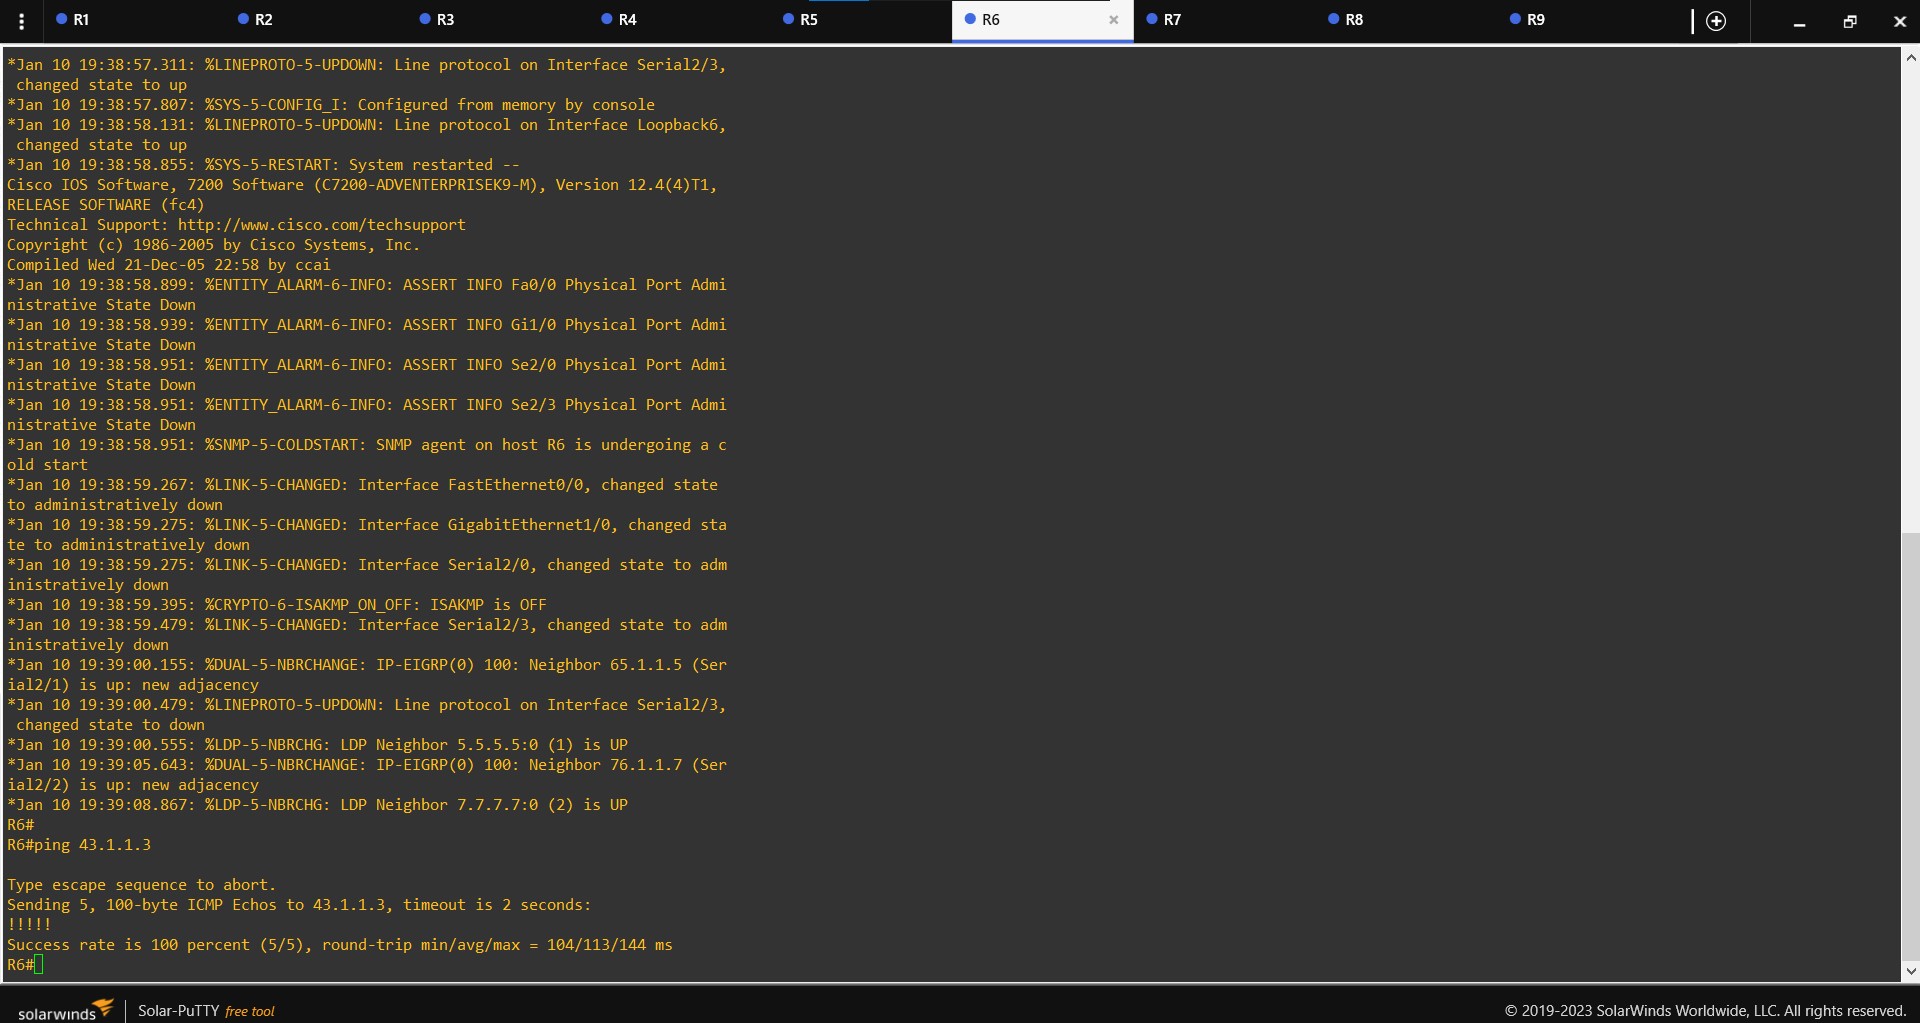 R1 R2 R3 R4 R5 R6 R7 R8 R9
*Jan 10 19:38:57.311: %LINEPROTO-5-UPDOWN: Line protocol on Interface Serial2/3,
 changed state to up
*Jan 10 19:38:57.807: %SYS-5-CONFIG_I: Configured from memory by console
*Jan 10 19:38:58.131: %LINEPROTO-5-UPDOWN: Line protocol on Interface Loopback6,
 changed state to up
*Jan 10 19:38:58.855: %SYS-5-RESTART: System restarted --
Cisco IOS Software, 7200 Software (C7200-ADVENTERPRISEK9-M), Version 12.4(4)T1,
RELEASE SOFTWARE (fc4)
Technical Support: http://www.cisco.com/techsupport
Copyright (c) 1986-2005 by Cisco Systems, Inc.
Compiled Wed 21-Dec-05 22:58 by ccai
*Jan 10 19:38:58.899: %ENTITY_ALARM-6-INFO: ASSERT INFO Fa0/0 Physical Port Admi
nistrative State Down
*Jan 10 19:38:58.939: %ENTITY_ALARM-6-INFO: ASSERT INFO Gi1/0 Physical Port Admi
nistrative State Down
*Jan 10 19:38:58.951: %ENTITY_ALARM-6-INFO: ASSERT INFO Se2/0 Physical Port Admi
nistrative State Down
*Jan 10 19:38:58.951: %ENTITY_ALARM-6-INFO: ASSERT INFO Se2/3 Physical Port Admi
nistrative State Down
*Jan 10 19:38:58.951: %SNMP-5-COLDSTART: SNMP agent on host R6 is undergoing a c
old start
*Jan 10 19:38:59.267: %LINK-5-CHANGED: Interface FastEthernet0/0, changed state
to administratively down
*Jan 10 19:38:59.275: %LINK-5-CHANGED: Interface GigabitEthernet1/0, changed sta
te to administratively down
*Jan 10 19:38:59.275: %LINK-5-CHANGED: Interface Serial2/0, changed state to adm
inistratively down
*Jan 10 19:38:59.395: %CRYPTO-6-ISAKMP_ON_OFF: ISAKMP is OFF
*Jan 10 19:38:59.479: %LINK-5-CHANGED: Interface Serial2/3, changed state to adm
inistratively down
*Jan 10 19:39:00.155: %DUAL-5-NBRCHANGE: IP-EIGRP(0) 100: Neighbor 65.1.1.5 (Ser
ial2/1) is up: new adjacency
*Jan 10 19:39:00.479: %LINEPROTO-5-UPDOWN: Line protocol on Interface Serial2/3,
 changed state to down
*Jan 10 19:39:00.555: %LDP-5-NBRCHG: LDP Neighbor 5.5.5.5:0 (1) is UP
*Jan 10 19:39:05.643: %DUAL-5-NBRCHANGE: IP-EIGRP(0) 100: Neighbor 76.1.1.7 (Ser
ial2/2) is up: new adjacency
*Jan 10 19:39:08.867: %LDP-5-NBRCHG: LDP Neighbor 7.7.7.7:0 (2) is UP
R6#
R6#ping 43.1.1.3
Type escape sequence to abort.
Sending 5, 100-byte ICMP Echos to 43.1.1.3, timeout is 2 seconds:
!!!!!
Success rate is 100 percent (5/5), round-trip min/avg/max = 104/113/144 ms
R6#
solarwinds Solar-PuTTY free tool © 2019-2023 SolarWinds Worldwide, LLC. All rights reserved.